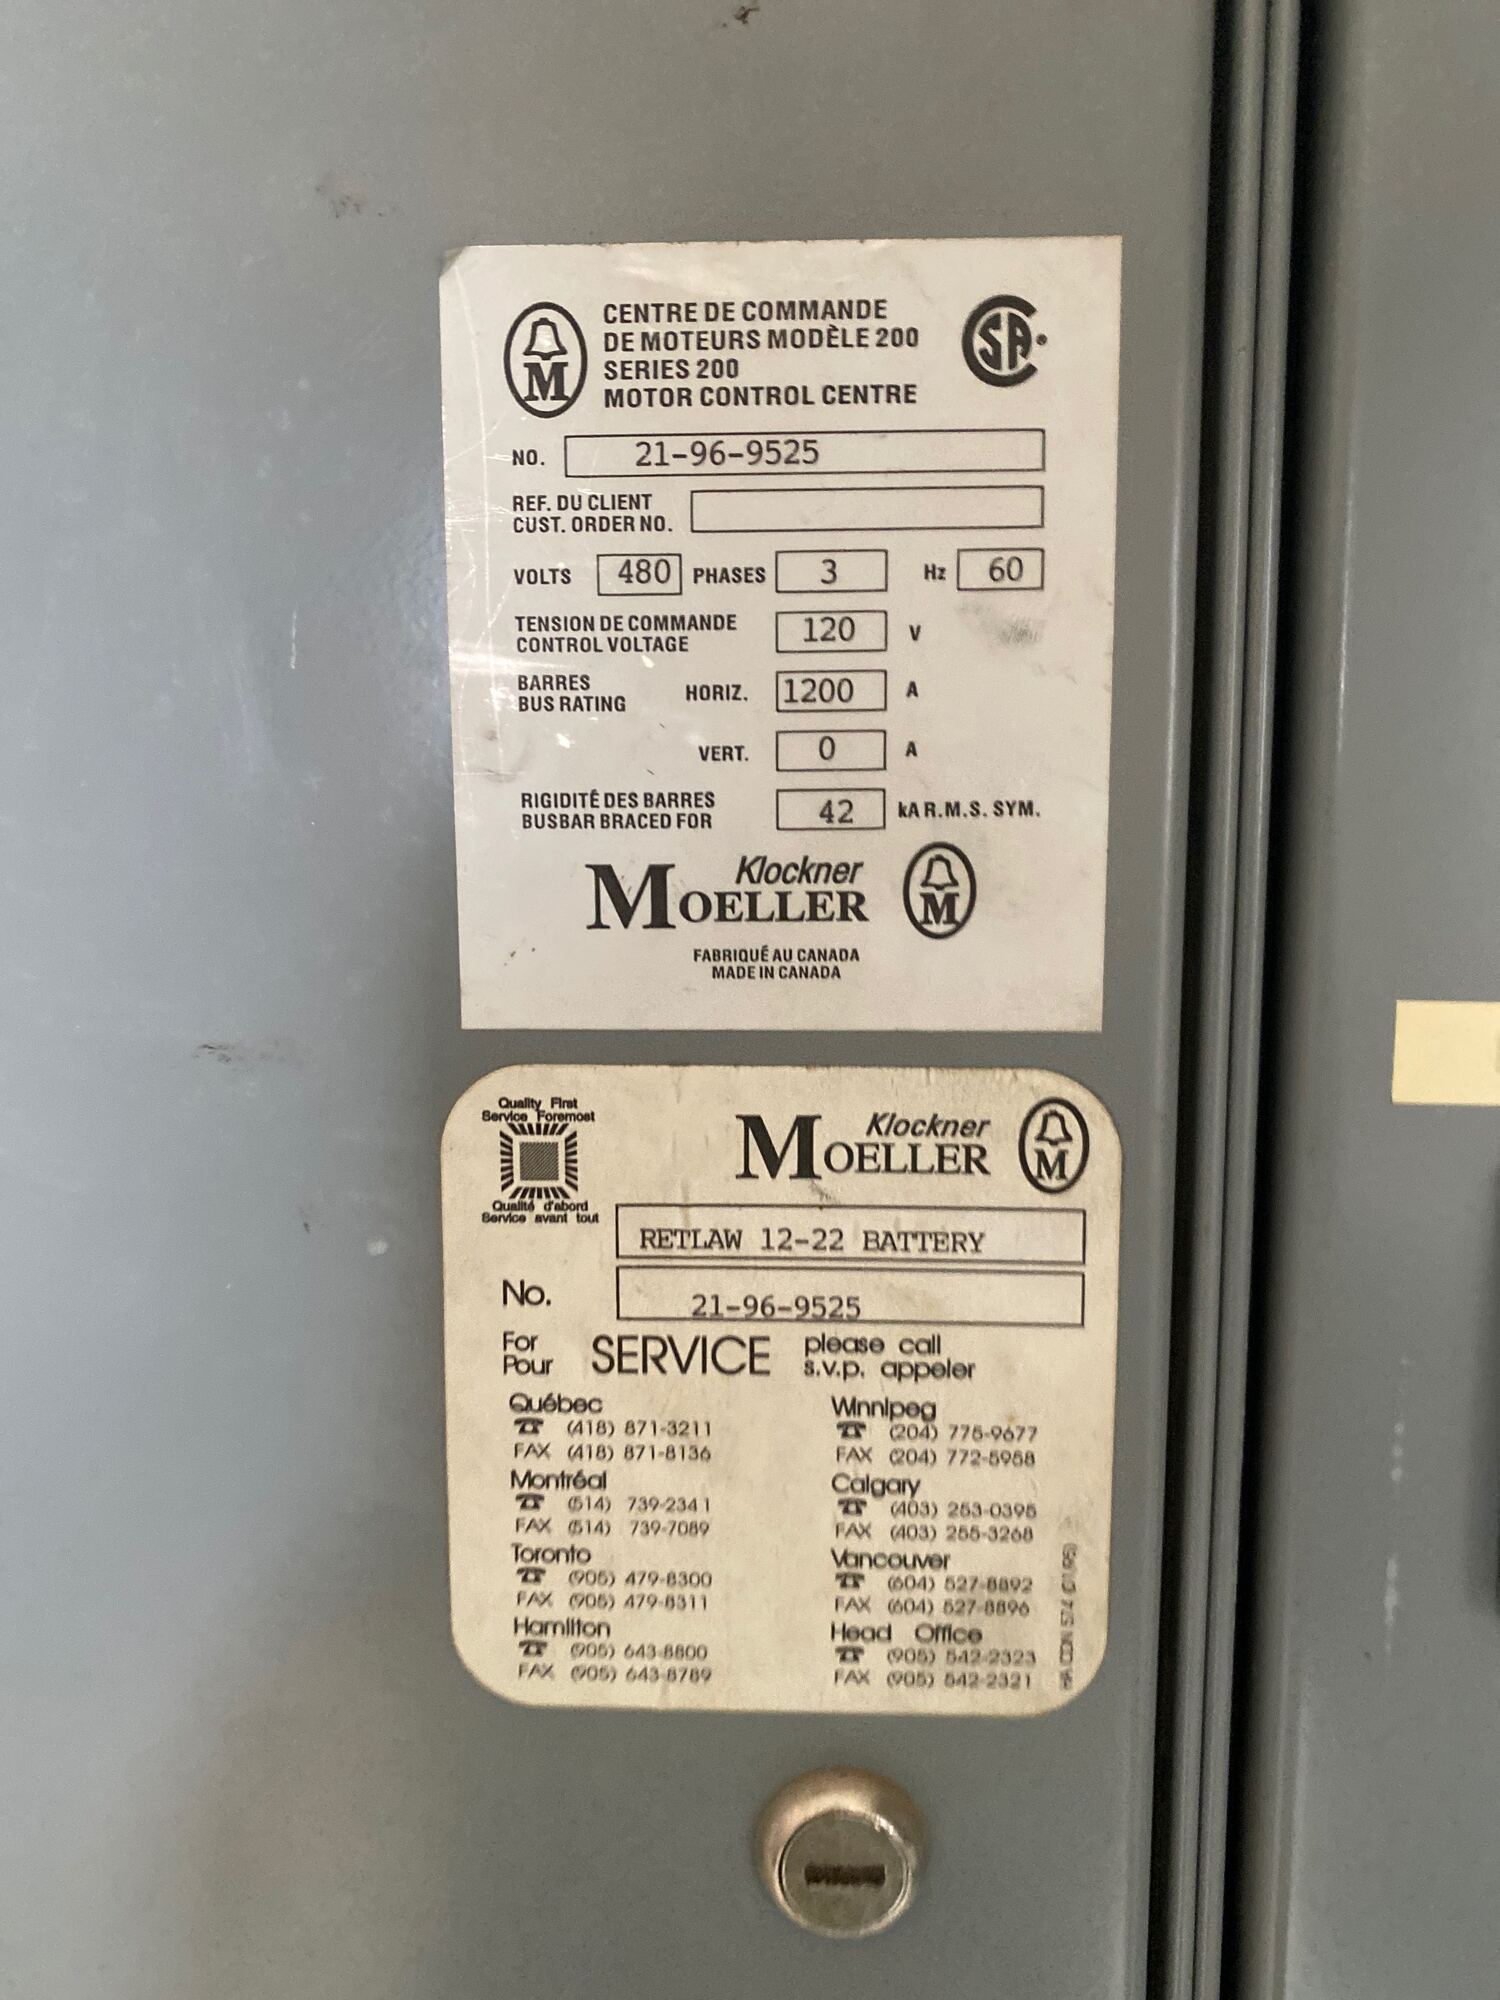 CENTRE DE COMMANDE
DE MOTEURS MODÈLE 200
SERIES 200
MOTOR CONTROL CENTRE
M
CSA
NO. 21-96-9525
REF. DU CLIENT
CUST. ORDER NO.
VOLTS 480 PHASES 3 Hz 60
TENSION DE COMMANDE
CONTROL VOLTAGE 120 V
BARRES
BUS RATING HORIZ. 1200 A
VERT. 0 A
RIGIDITÉ DES BARRES
BUSBAR BRACED FOR 42 kA R.M.S. SYM.
Klockner
MOELLER
M
FABRIQUÉ AU CANADA
MADE IN CANADA
Quality First
Service Foremost
Qualité d'abord
Service avant tout
Klockner
MOELLER
M
RETLAW 12-22 BATTERY
No. 21-96-9525
For
Pour
SERVICE
please call
s.v.p. appeler
Québec
☎ (418) 871-3211
FAX (418) 871-8136
Montréal
☎ (514) 739-2341
FAX (514) 739-7089
Toronto
☎ (905) 479-8300
FAX (905) 479-8311
Hamilton
☎ (905) 643-8800
FAX (905) 643-8789
Winnipeg
☎ (204) 775-9677
FAX (204) 772-5958
Calgary
☎ (403) 253-0395
FAX (403) 255-3268
Vancouver
☎ (604) 527-8892
FAX (604) 527-8896
Head Office
☎ (905) 542-2323
FAX (905) 542-2321